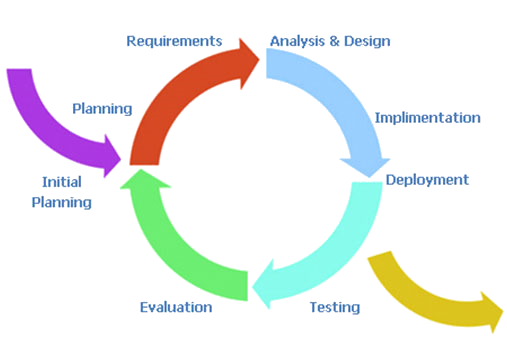 Requirements
Analysis & Design
Planning
Implimentation
Initial
Planning
Deployment
Evaluation
Testing